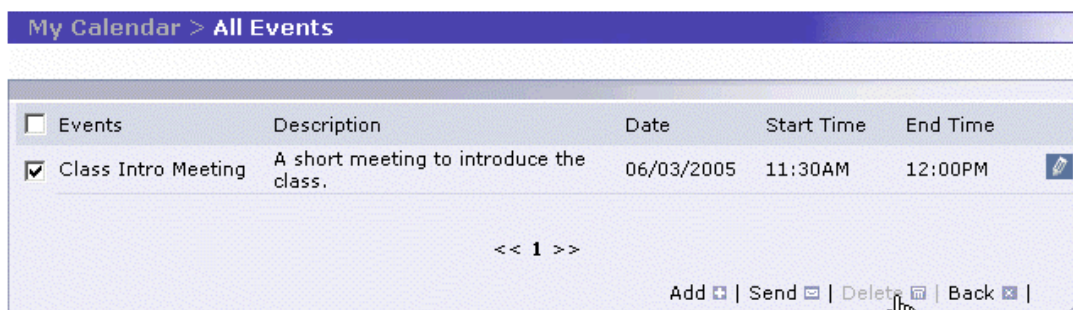 My Calendar > All Events
Events Description Date Start Time End Time
Class Intro Meeting A short meeting to introduce the class. 06/03/2005 11:30AM 12:00PM
<< 1 >>
Add | Send | Delete | Back |